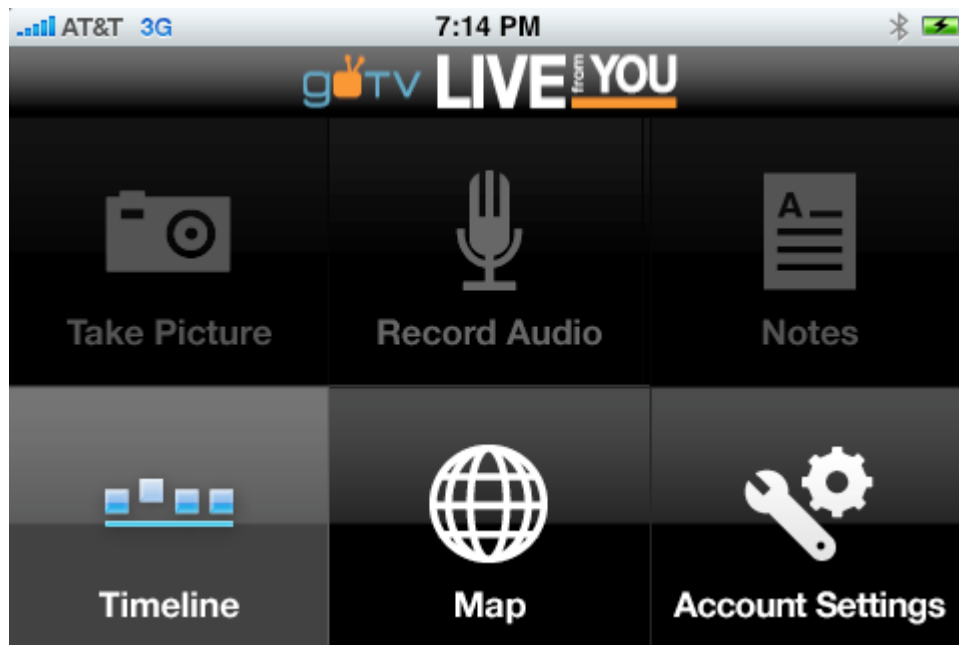 AT&T 3G 7:14 PM
goTV LIVE from YOU
Take Picture Record Audio Notes
A
Timeline Map Account Settings